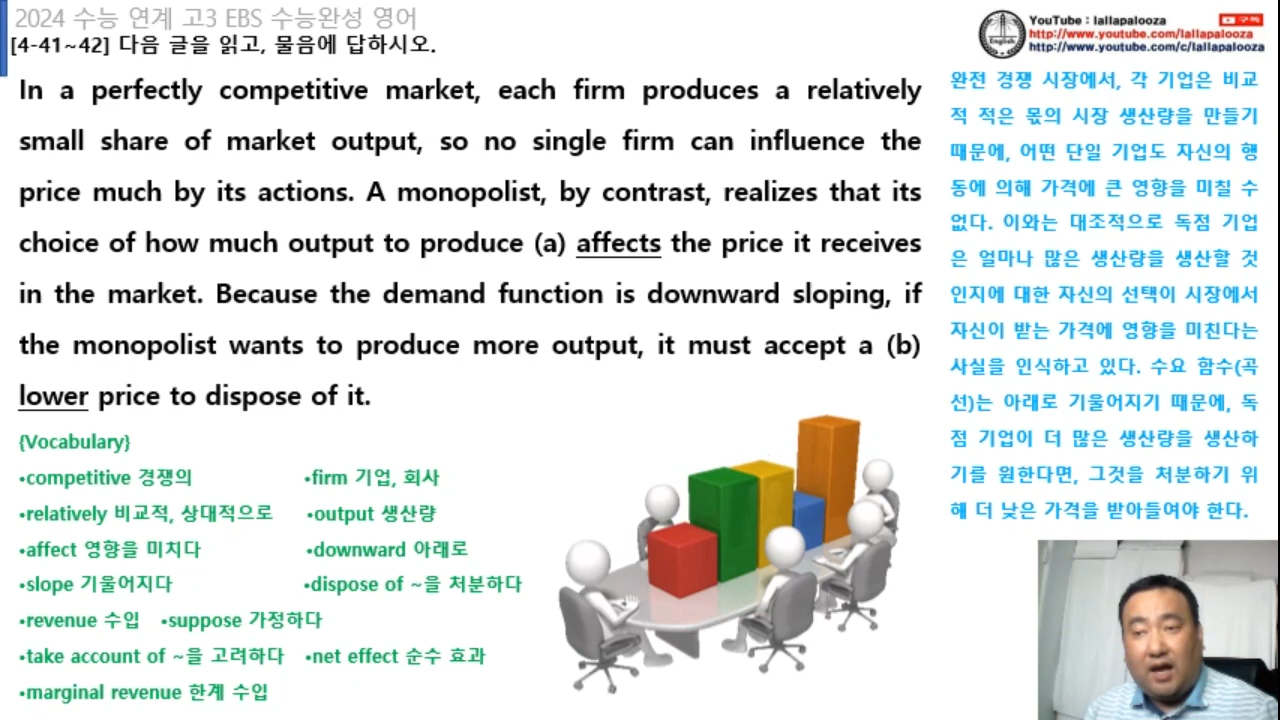 2024 수능 연계 고3 EBS 수능완성 영어
[4-41~42] 다음 글을 읽고, 물음에 답하시오.
YouTube : lallapalooza
구독
http://www.youtube.com/lallapalooza
http://www.youtube.com/c/lallapalooza
English
In a perfectly competitive market, each firm produces a relatively
small share of market output, so no single firm can influence the
price much by its actions. A monopolist, by contrast, realizes that its
choice of how much output to produce (a) affects the price it receives
in the market. Because the demand function is downward sloping, if
the monopolist wants to produce more output, it must accept a (b)
lower price to dispose of it.
완전 경쟁 시장에서, 각 기업은 비교
적 적은 몫의 시장 생산량을 만들기
때문에, 어떤 단일 기업도 자신의 행
동에 의해 가격에 큰 영향을 미칠 수
없다. 이와는 대조적으로 독점 기업
은 얼마나 많은 생산량을 생산할 것
인지에 대한 자신의 선택이 시장에서
자신이 받는 가격에 영향을 미친다는
사실을 인식하고 있다. 수요 함수(곡
선)는 아래로 기울어지기 때문에, 독
점 기업이 더 많은 생산량을 생산하
기를 원한다면, 그것을 처분하기 위
해 더 낮은 가격을 받아들여야 한다.
{Vocabulary}
•competitive 경쟁의 •firm 기업, 회사
•relatively 비교적, 상대적으로 •output 생산량
•affect 영향을 미치다 •downward 아래로
•slope 기울어지다 •dispose of ~을 처분하다
•revenue 수입 •suppose 가정하다
•take account of ~을 고려하다 •net effect 순수 효과
•marginal revenue 한계 수입